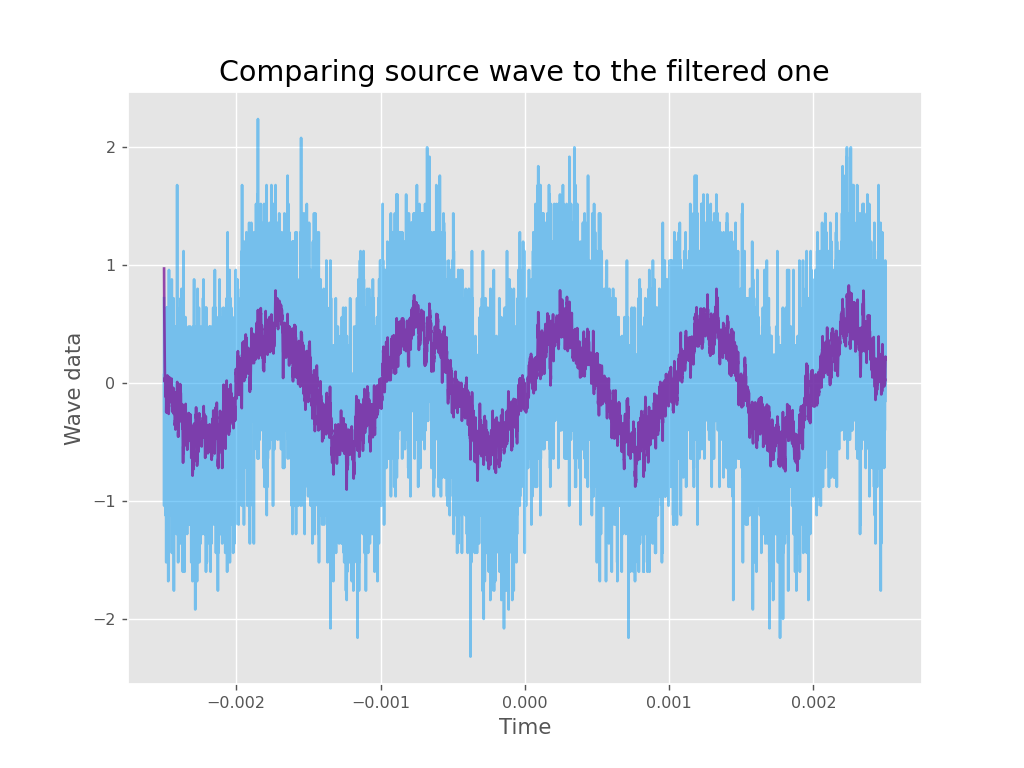 Comparing source wave to the filtered one
2
1
0
−1
−2
Wave data
−0.002 −0.001 0.000 0.001 0.002
Time